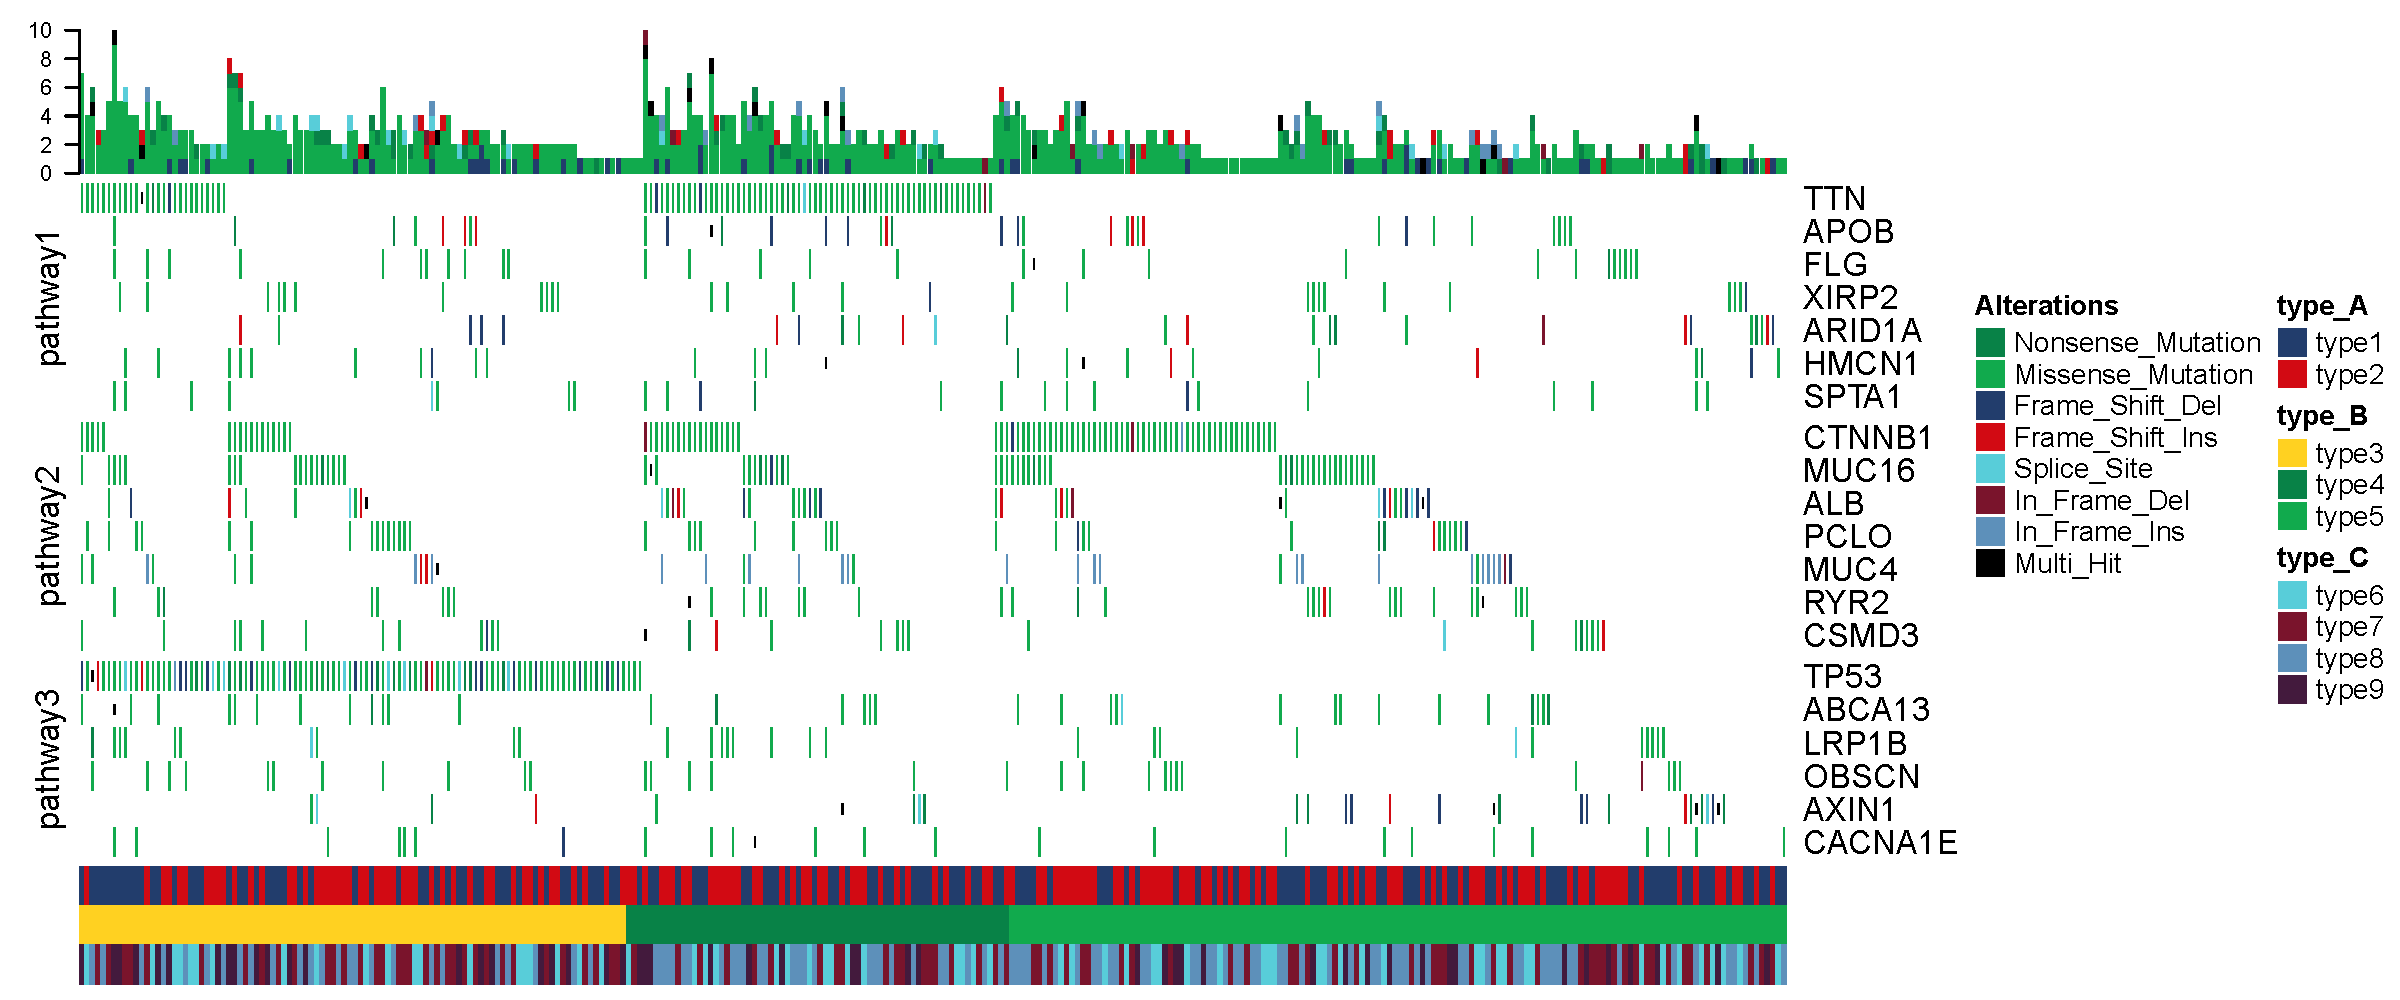 10
8
6
4
2
0
pathway1
TTN
APOB
FLG
XIRP2
ARID1A
HMCN1
SPTA1
pathway2
CTNNB1
MUC16
ALB
PCLO
MUC4
RYR2
CSMD3
pathway3
TP53
ABCA13
LRP1B
OBSCN
AXIN1
CACNA1E
Alterations
Nonsense_Mutation
Missense_Mutation
Frame_Shift_Del
Frame_Shift_Ins
Splice_Site
In_Frame_Del
In_Frame_Ins
Multi_Hit
type_A
type1
type2
type_B
type3
type4
type5
type_C
type6
type7
type8
type9